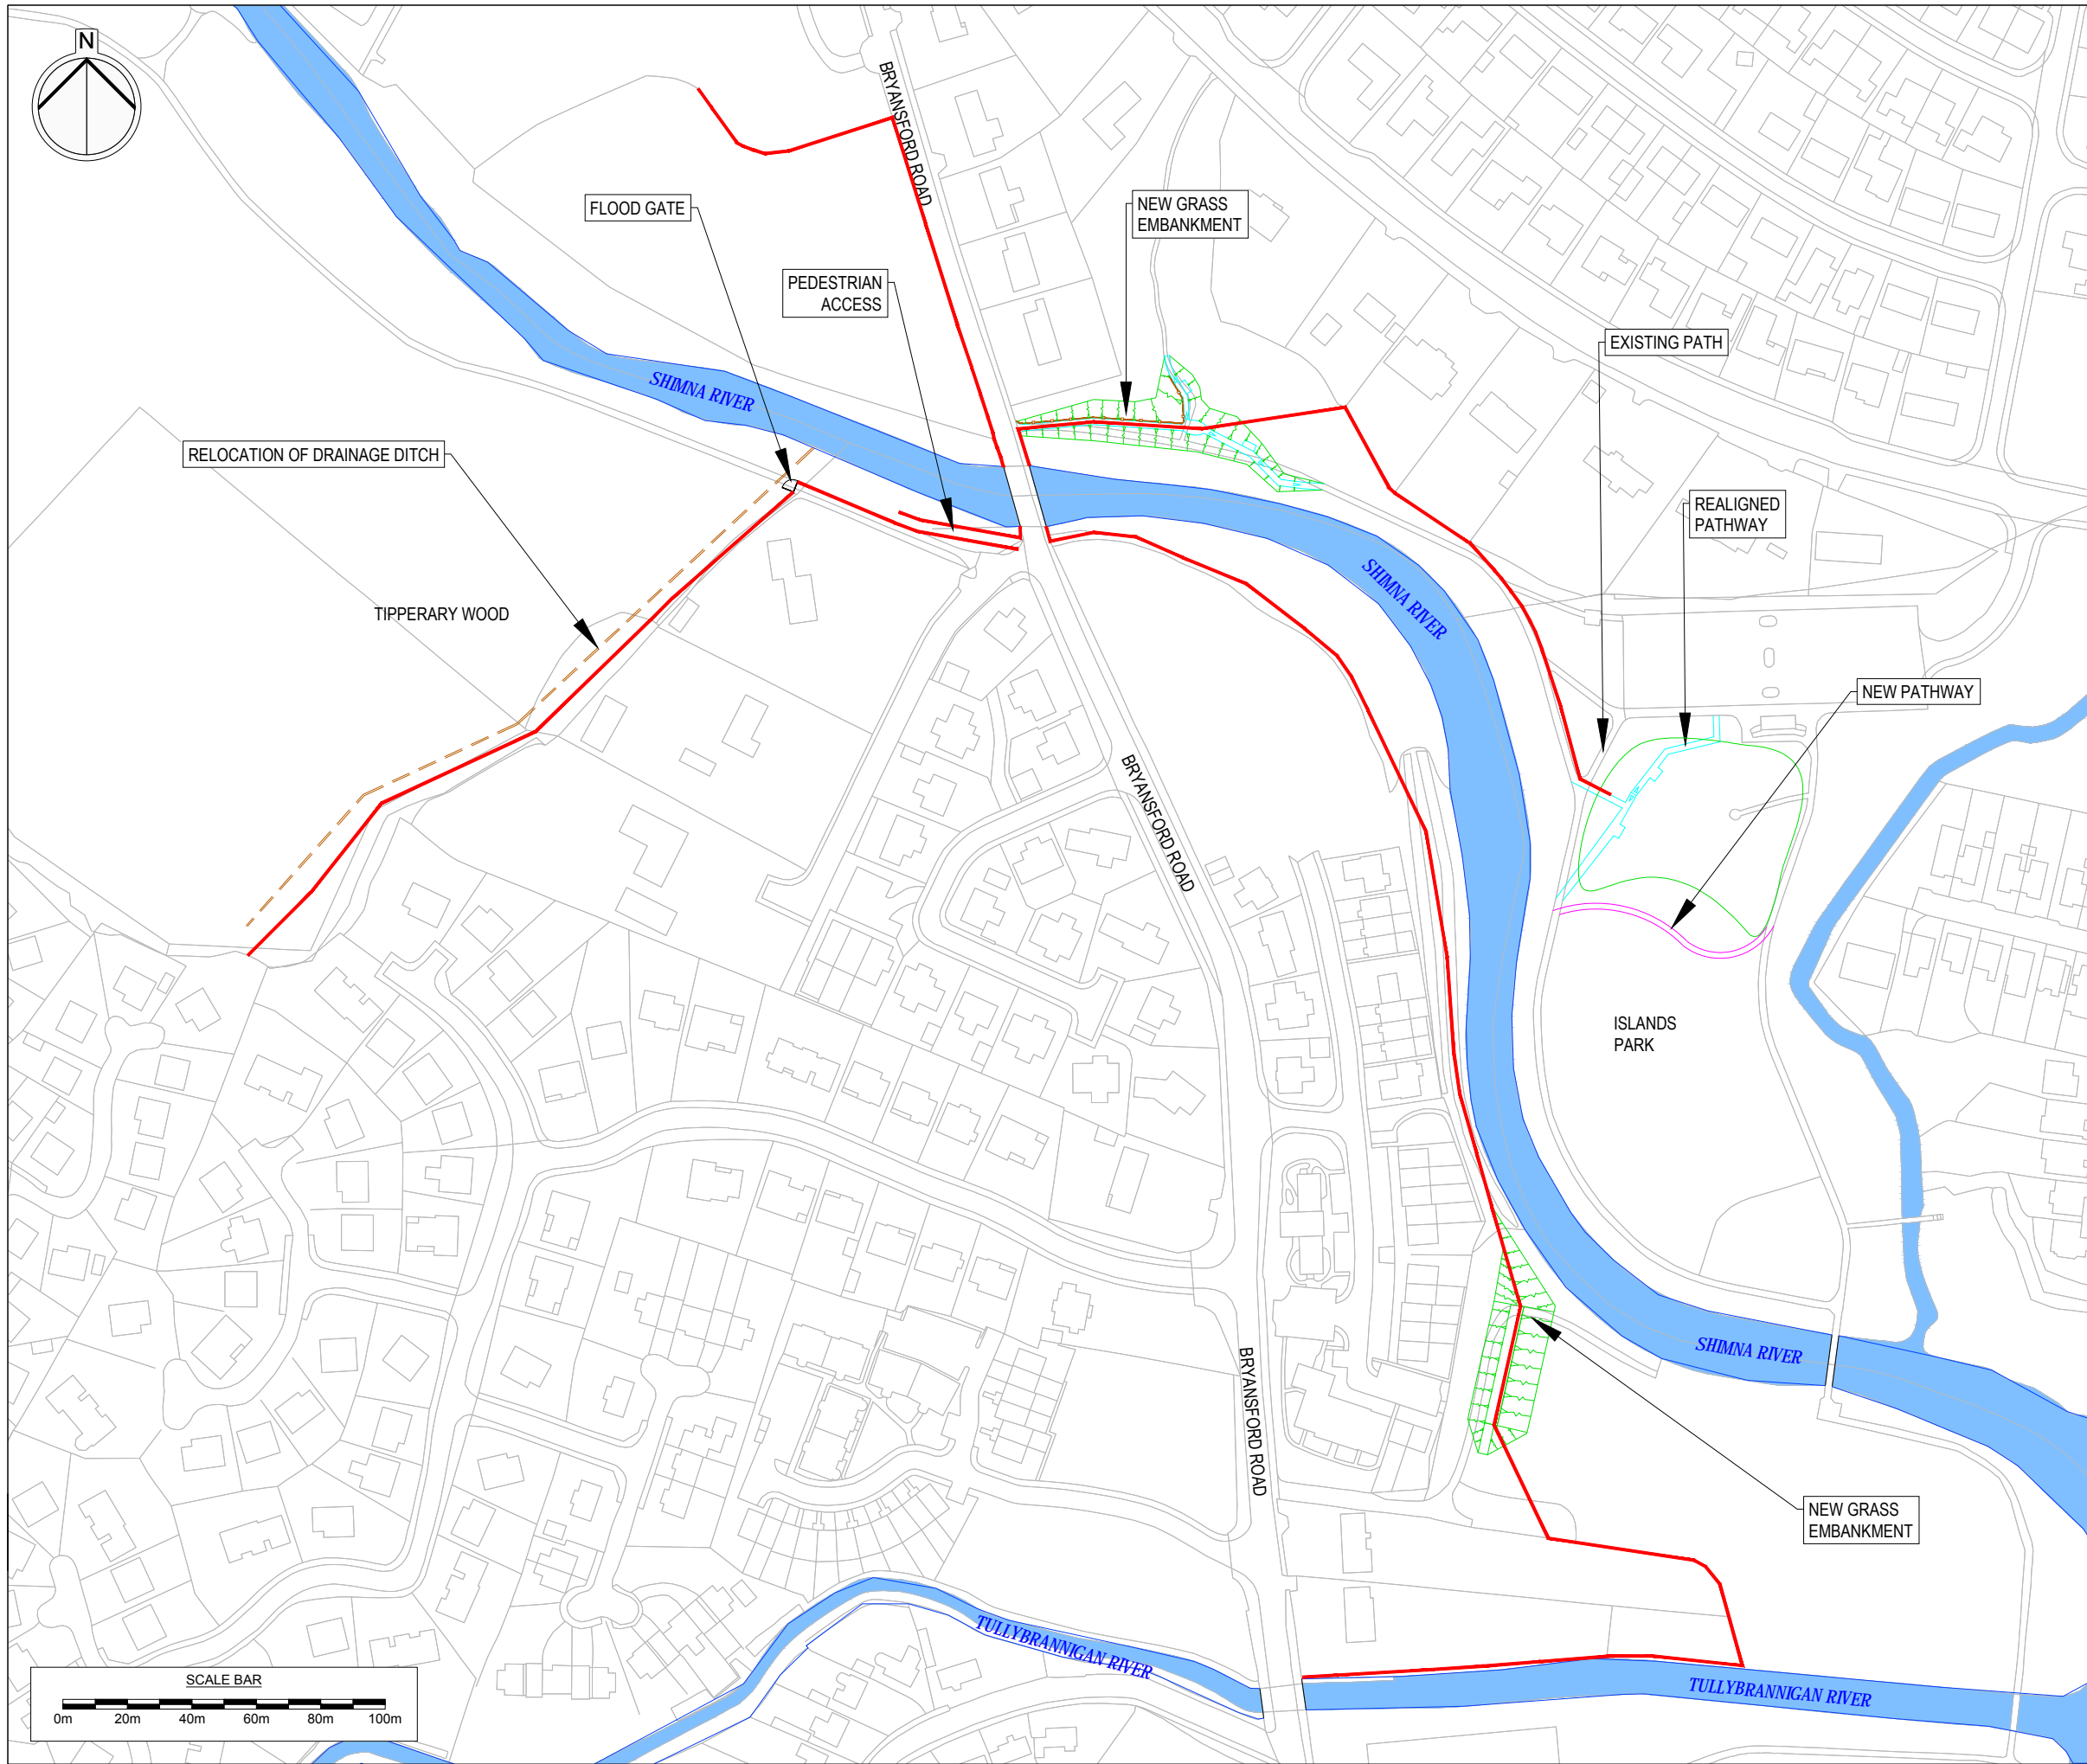 N
BRYANSFORD ROAD
FLOOD GATE
NEW GRASS
EMBANKMENT
PEDESTRIAN
ACCESS
EXISTING PATH
SHIMNA RIVER
RELOCATION OF DRAINAGE DITCH
REALIGNED
PATHWAY
SHIMNA RIVER
TIPPERARY WOOD
NEW PATHWAY
BRYANSFORD ROAD
ISLANDS
PARK
SHIMNA RIVER
BRYANSFORD ROAD
NEW GRASS
EMBANKMENT
TULLYBRANNIGAN RIVER
TULLYBRANNIGAN RIVER
SCALE BAR
0m 20m 40m 60m 80m 100m